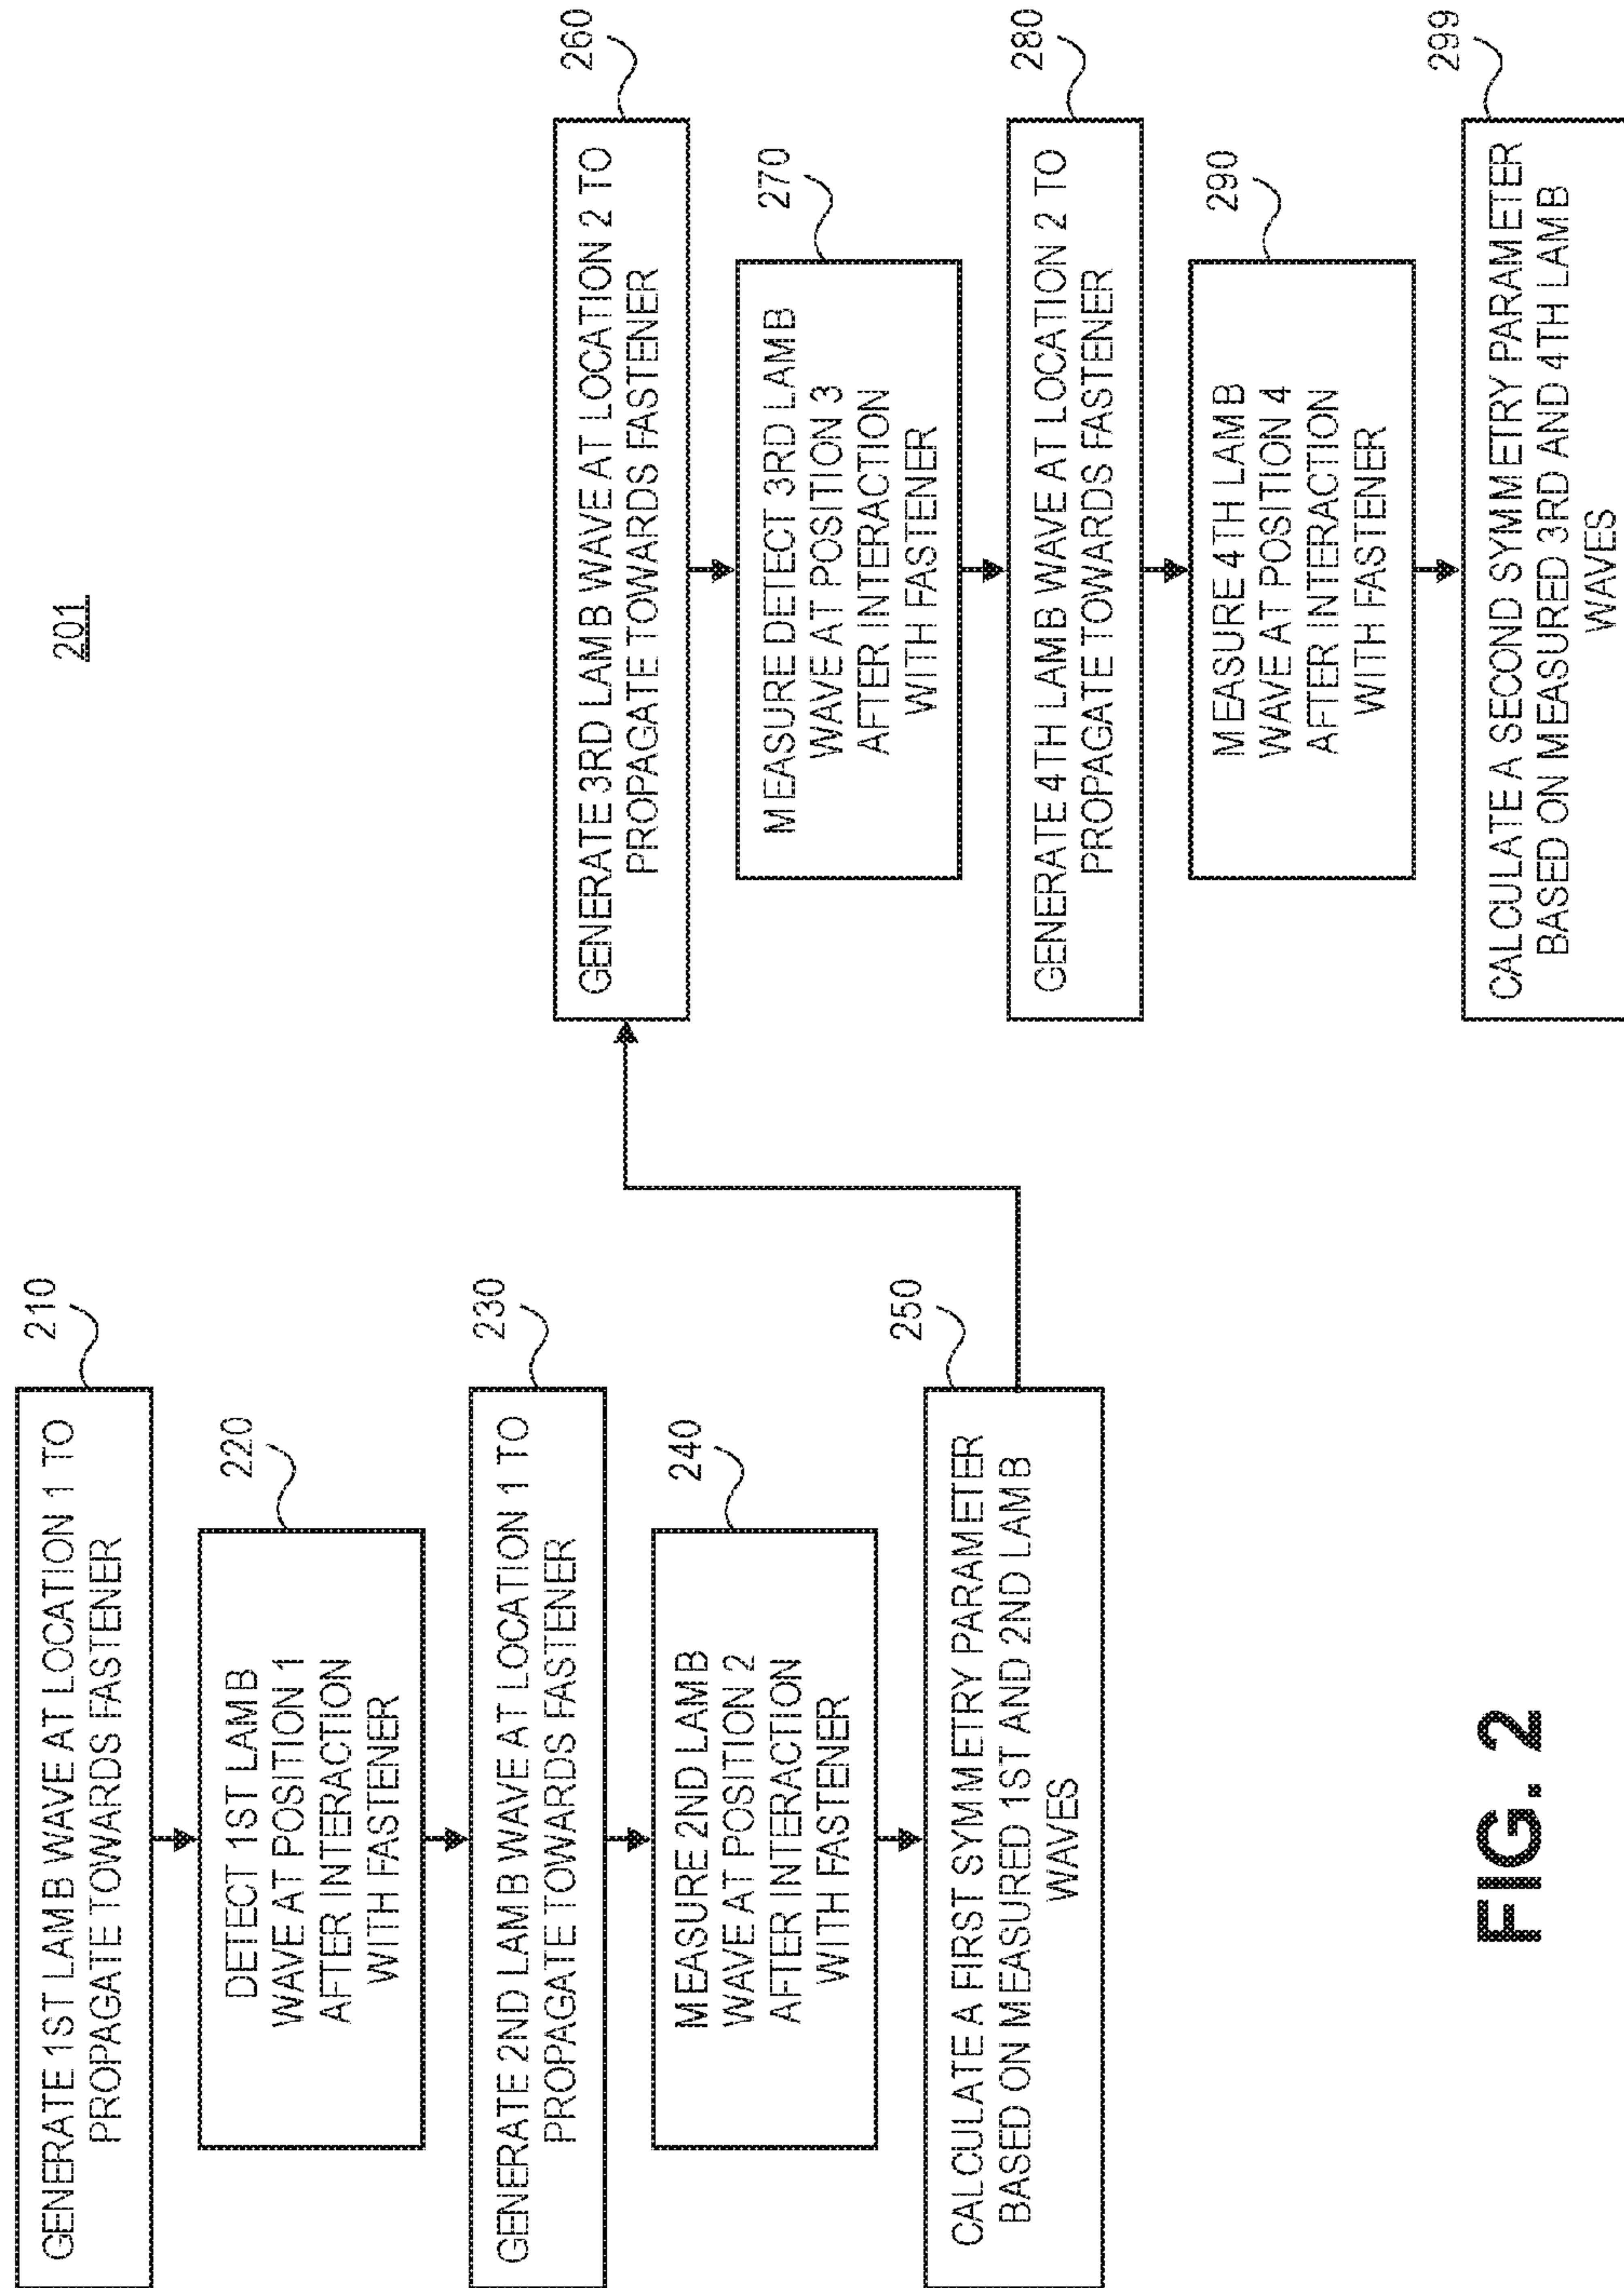 201
210
GENERATE 1ST LAMB WAVE AT LOCATION 1 TO
PROPAGATE TOWARDS FASTENER
220
DETECT 1ST LAMB
WAVE AT POSITION 1
AFTER INTERACTION
WITH FASTENER
230
GENERATE 2ND LAMB WAVE AT LOCATION 1 TO
PROPAGATE TOWARDS FASTENER
240
MEASURE 2ND LAMB
WAVE AT POSITION 2
AFTER INTERACTION
WITH FASTENER
250
CALCULATE A FIRST SYMMETRY PARAMETER
BASED ON MEASURED 1ST AND 2ND LAMB
WAVES
260
GENERATE 3RD LAMB WAVE AT LOCATION 2 TO
PROPAGATE TOWARDS FASTENER
270
MEASURE DETECT 3RD LAMB
WAVE AT POSITION 3
AFTER INTERACTION
WITH FASTENER
280
GENERATE 4TH LAMB WAVE AT LOCATION 2 TO
PROPAGATE TOWARDS FASTENER
290
MEASURE 4TH LAMB
WAVE AT POSITION 4
AFTER INTERACTION
WITH FASTENER
299
CALCULATE A SECOND SYMMETRY PARAMETER
BASED ON MEASURED 3RD AND 4TH LAMB
WAVES
FIG. 2